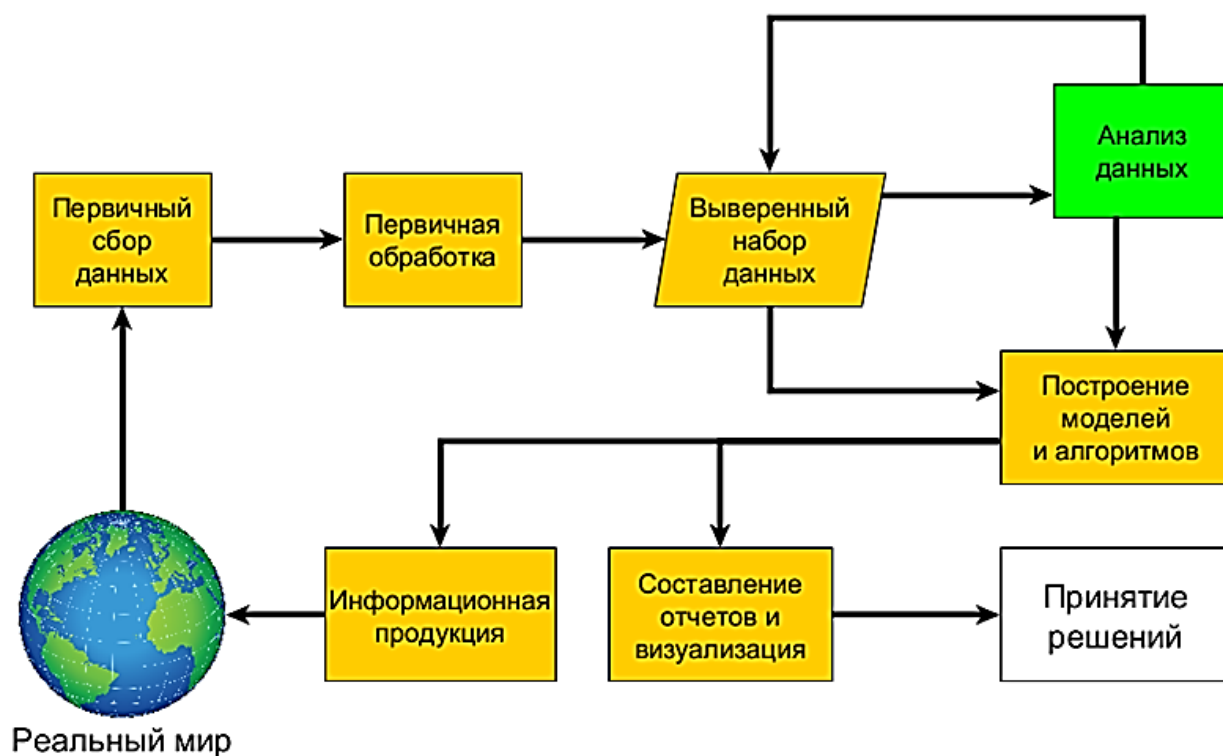 Анализ
данных
Первичный
сбор
данных
Первичная
обработка
Выверенный
набор
данных
Построение
моделей
и алгоритмов
Информационная
продукция
Составление
отчетов и
визуализация
Принятие
решений
Реальный мир